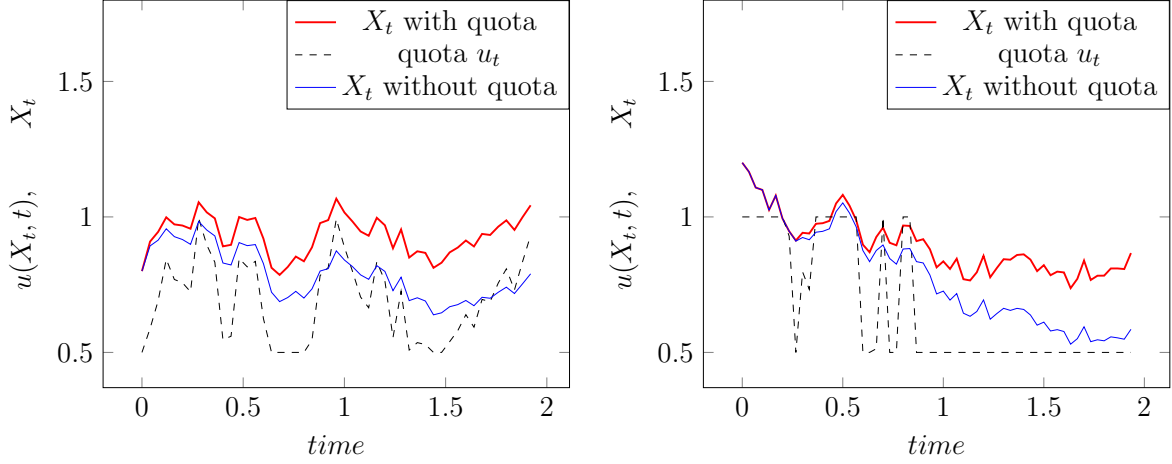 X_t with quota
quota u_t
X_t without quota
1.5
1
0.5
u(X_t, t), X_t
0
0.5
1
1.5
2
time
X_t with quota
quota u_t
X_t without quota
1.5
1
0.5
u(X_t, t), X_t
0
0.5
1
1.5
2
time